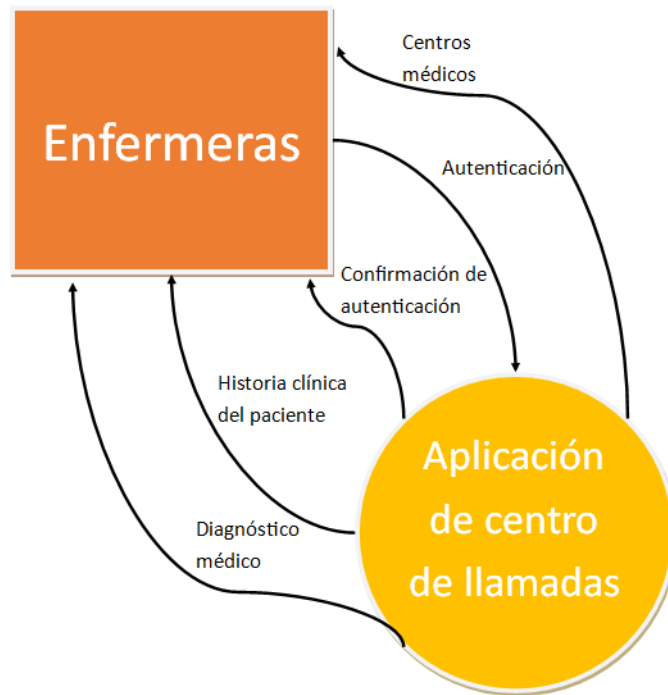 Centros
médicos
Enfermeras
Autenticación
Confirmación de
autenticación
Historia clínica
del paciente
Aplicación
de centro
de llamadas
Diagnóstico
médico